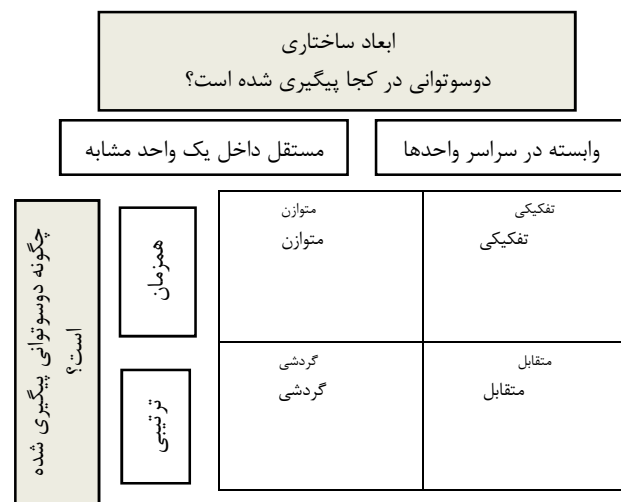 ابعاد ساختاری
دوسوتوانی در کجا پیگیری شده است؟
وابسته در سراسر واحدها
مستقل داخل یک واحد مشابه
چگونه دوسوتوانی پیگیری شده
است؟
همزمان
تفکیکی
تفکیکی
متوازن
متوازن
ترتیبی
متقابل
متقابل
گردشی
گردشی